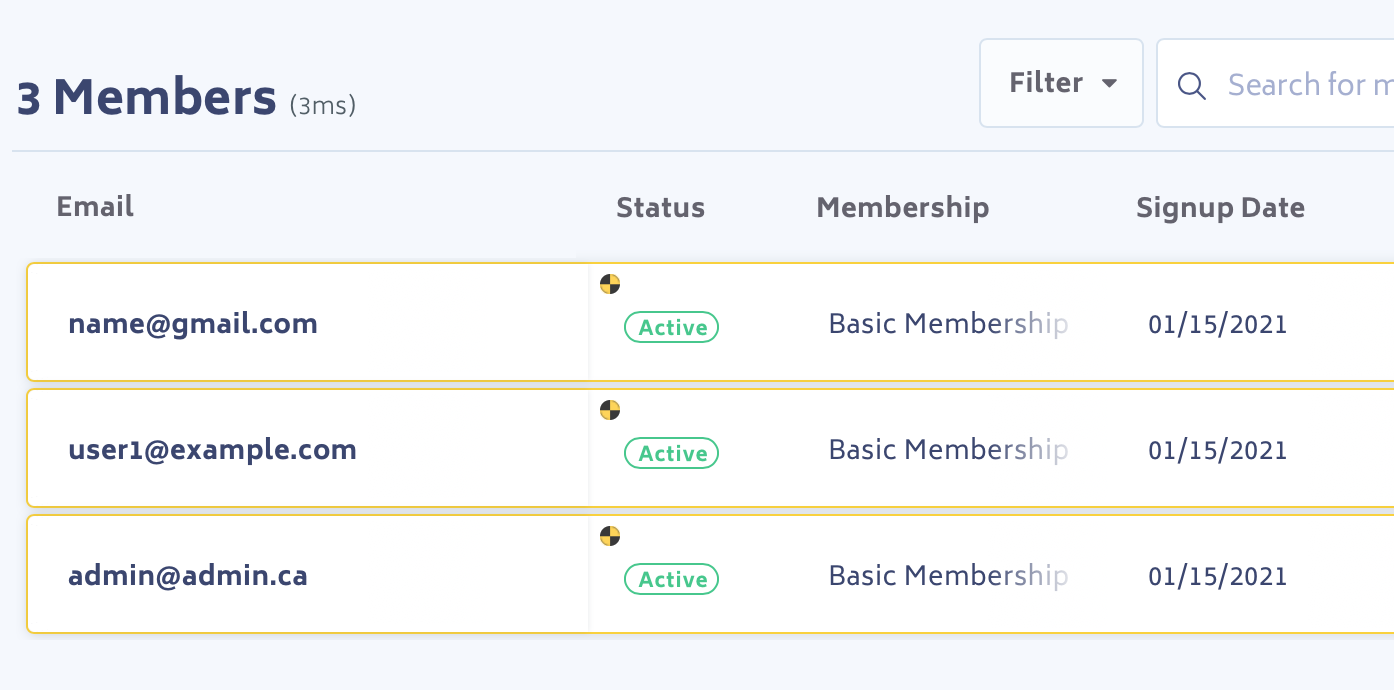 3 Members (3ms)
Filter
Search for m
Email Status Membership Signup Date
name@gmail.com Active Basic Membership 01/15/2021
user1@example.com Active Basic Membership 01/15/2021
admin@admin.ca Active Basic Membership 01/15/2021